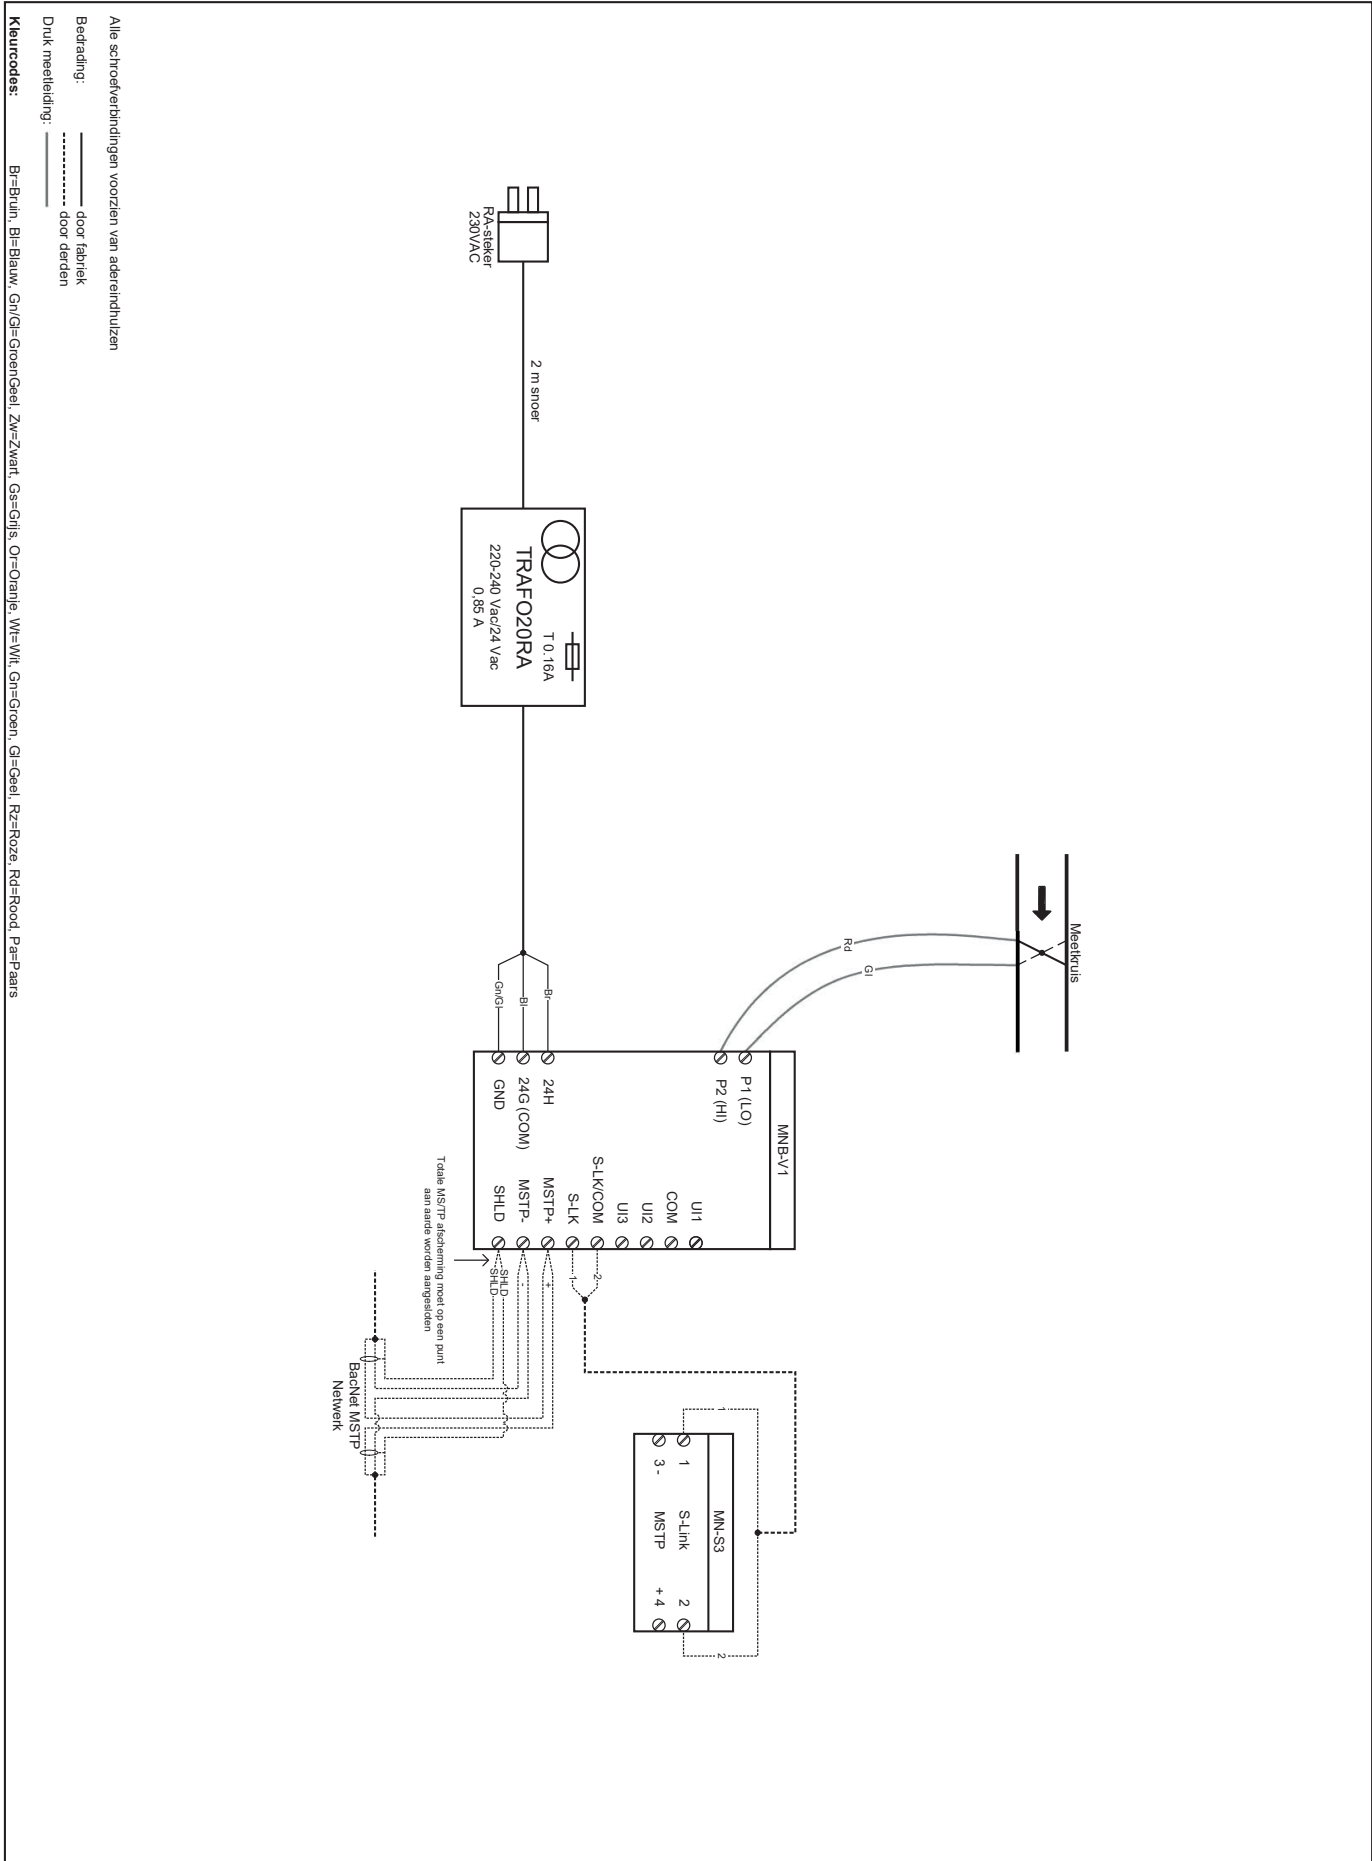 Meetkruis
Rd
Gl
MNB-V1
P1 (LO)
P2 (HI)
UI1
COM
UI2
UI3
S-LK/COM
S-LK
MSTP+
MSTP-
SHLD
24H
24G (COM)
GND
Br
Bl
Gn/Gl
2
1
+
-
SHLD
SHLD
Totale MS/TP afscherming moet op een punt
aan aarde worden aangesloten
BacNet MSTP
Netwerk
MN-S3
1
S-Link
2
3 -
MSTP
+ 4
1
2
RA-steker
230VAC
2 m snoer
T 0.16A
TRAFO20RA
220-240 Vac/24 Vac
0,85 A
Alle schroefverbindingen voorzien van adereindhulzen
Bedrading: door fabriek
door derden
Druk meetleiding:
Kleurcodes: Br=Bruin, Bl=Blauw, Gn/Gl=GroenGeel, Zw=Zwart, Gs=Grijs, Or=Oranje, Wt=Wit, Gn=Groen, Gl=Geel, Rz=Roze, Rd=Rood, Pa=Paars